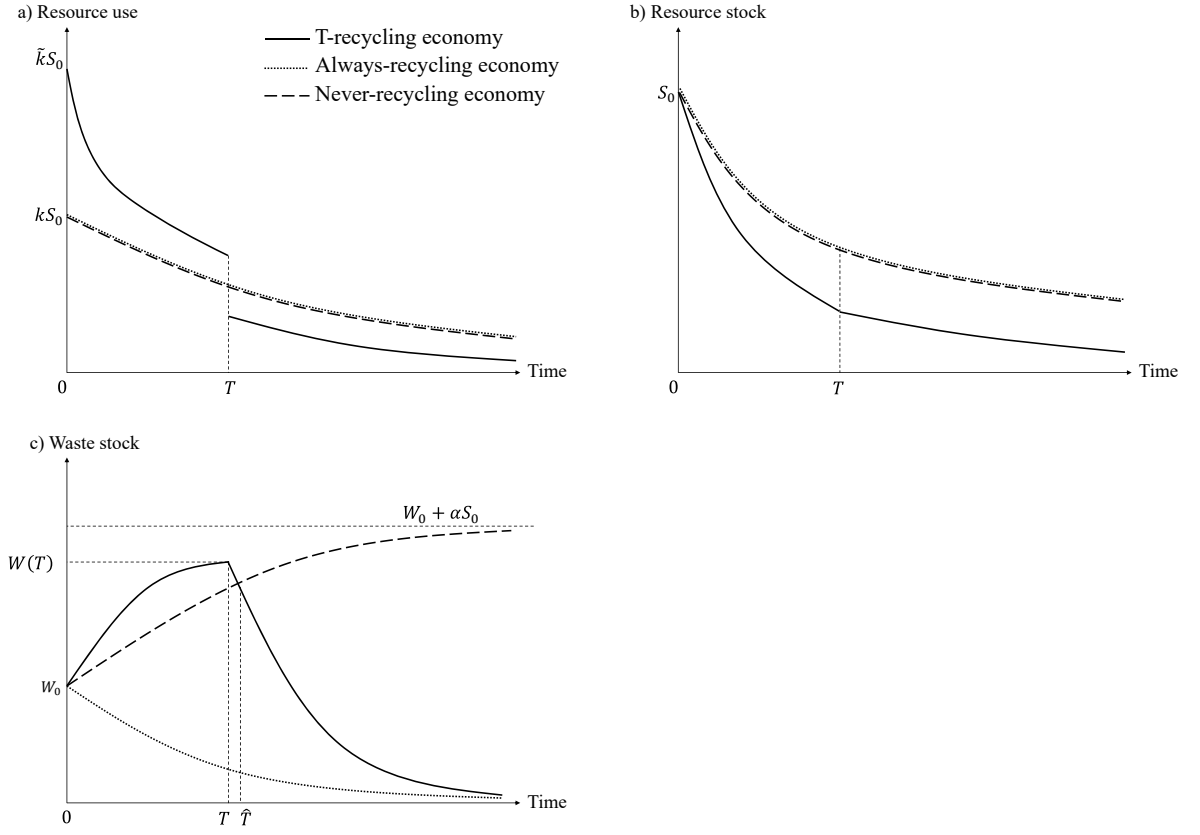 a) Resource use
k̃S₀
kS₀
T-recycling economy
Always-recycling economy
Never-recycling economy
Time
0
T
b) Resource stock
S₀
Time
0
T
c) Waste stock
W₀ + αS₀
W(T)
W₀
Time
0
T
T̂